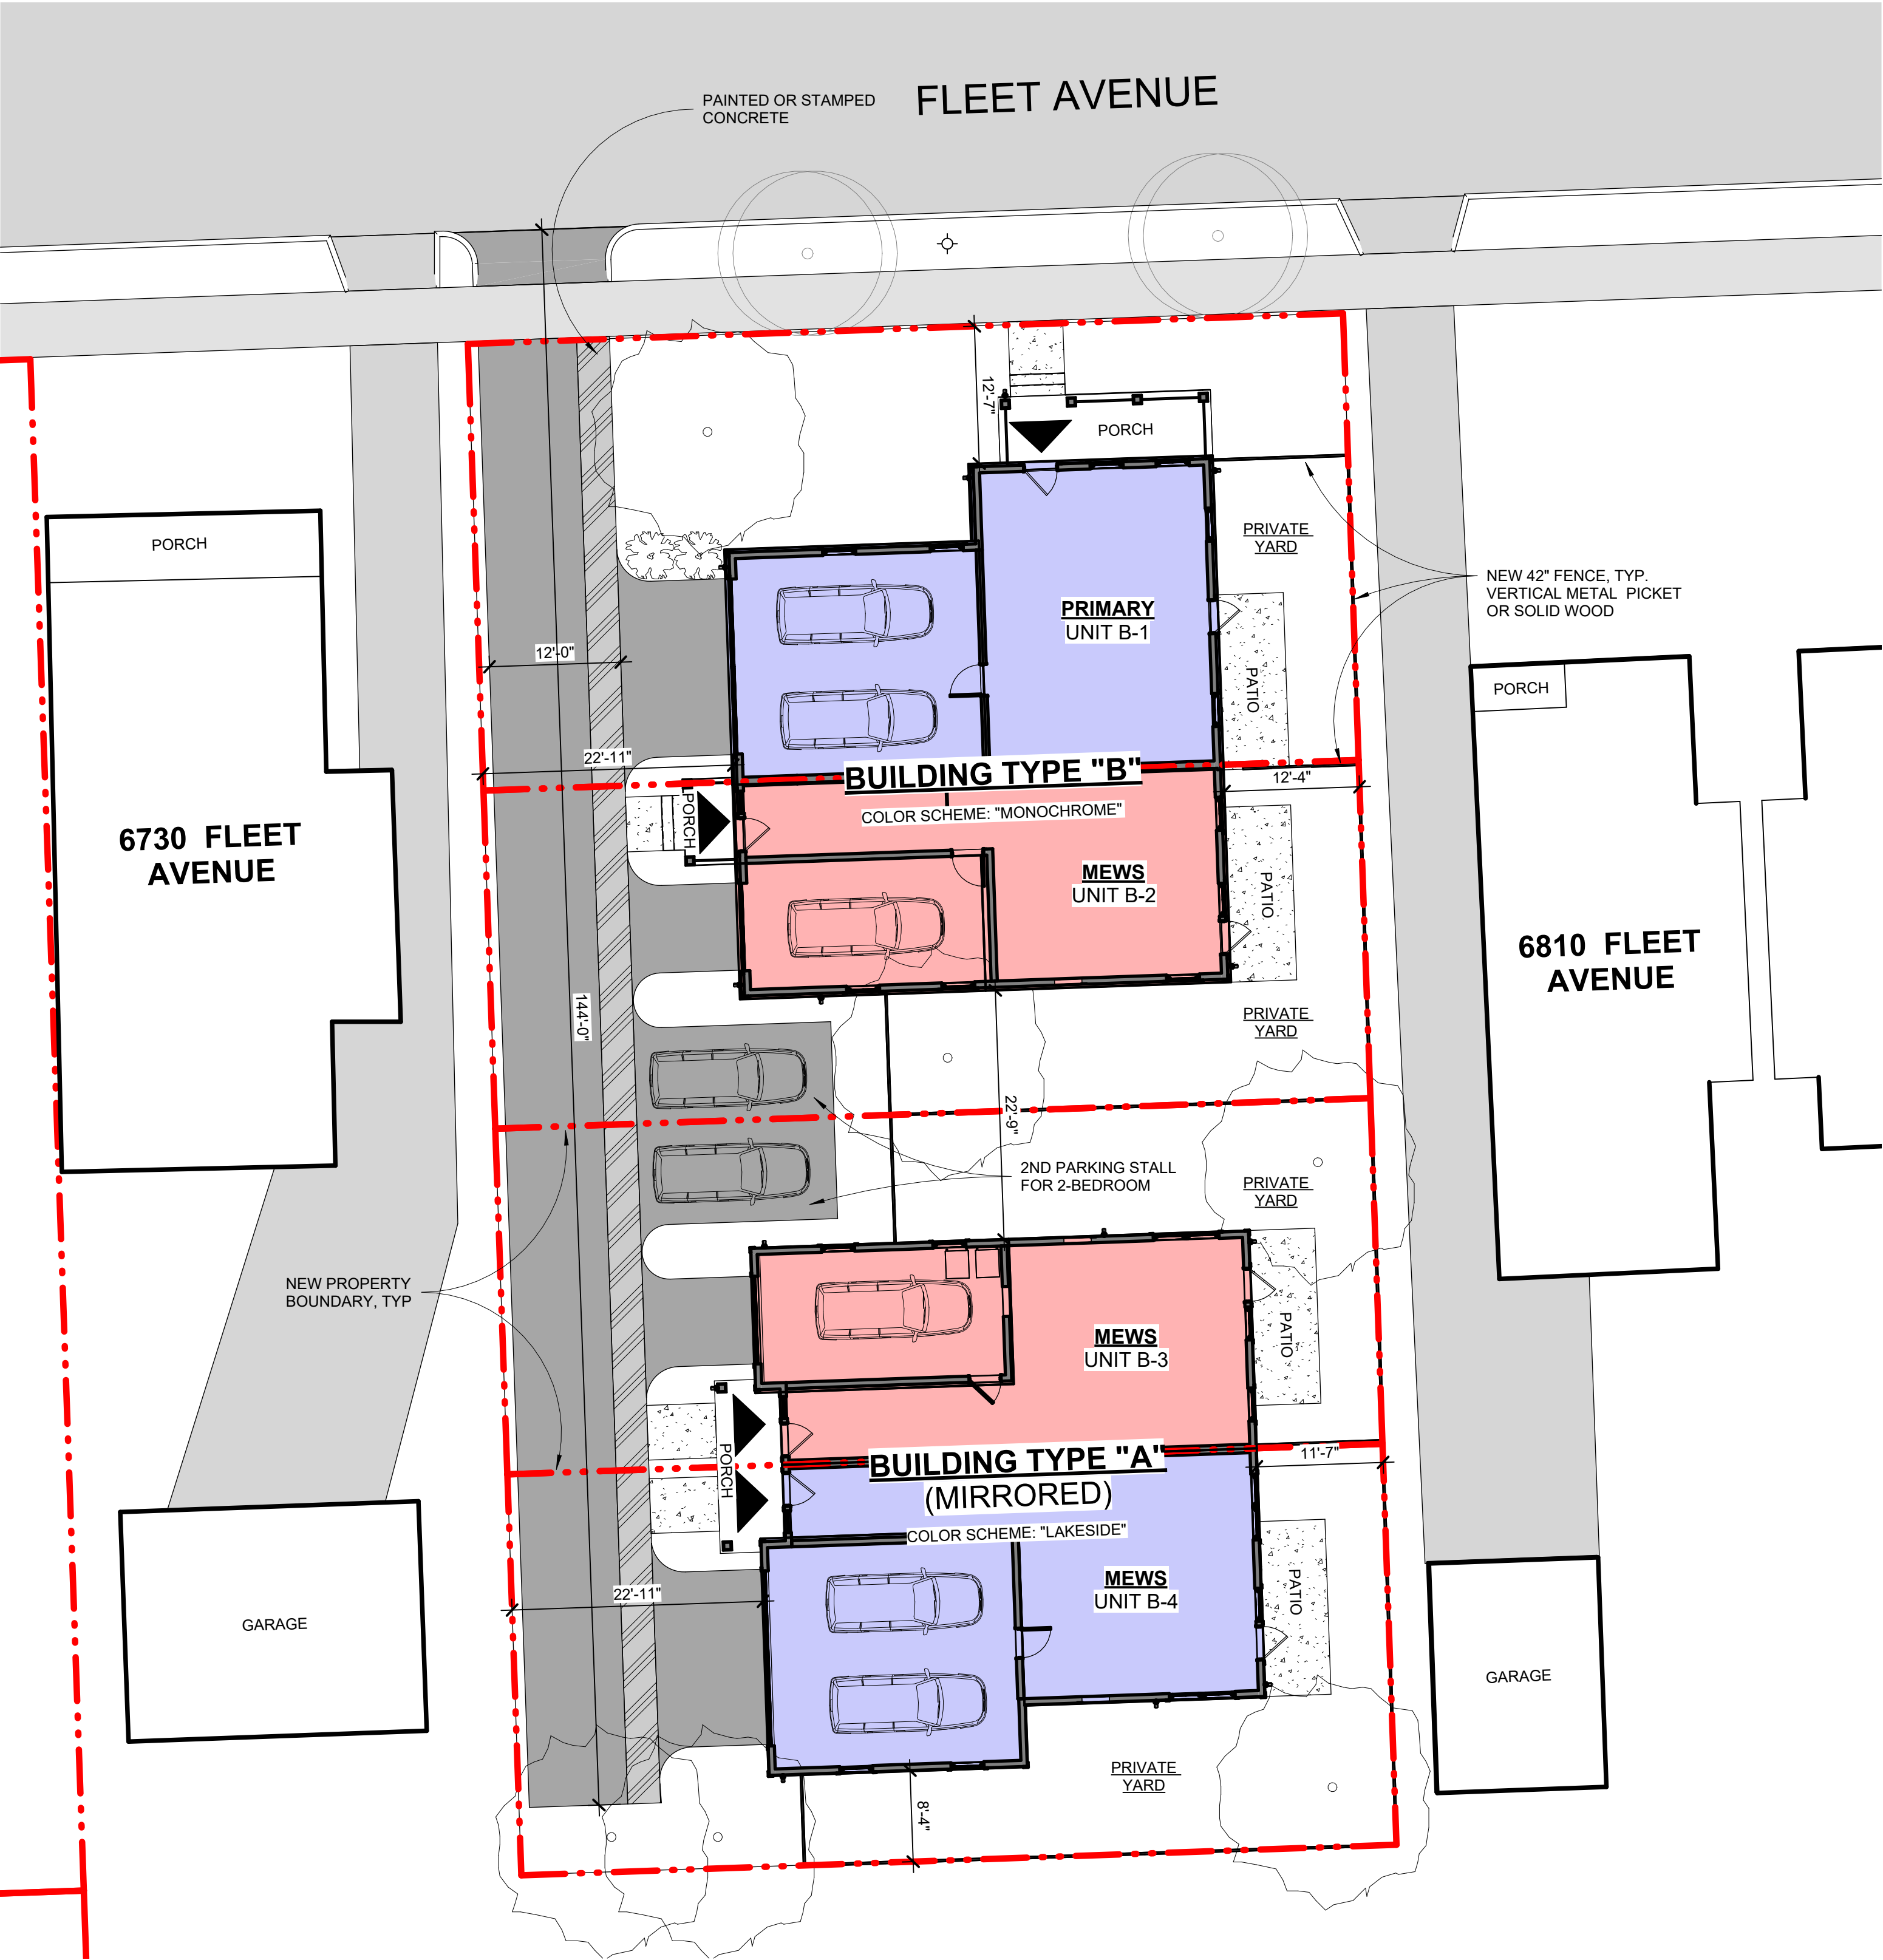 FLEET AVENUE
PAINTED OR STAMPED
CONCRETE
12'-7"
PORCH
PORCH
PRIVATE
YARD
NEW 42" FENCE, TYP.
VERTICAL METAL PICKET
OR SOLID WOOD
PRIMARY
UNIT B-1
12'-0"
PATIO
PORCH
22'-11"
BUILDING TYPE "B"
12'-4"
COLOR SCHEME: "MONOCHROME"
PORCH
6730 FLEET
AVENUE
MEWS
UNIT B-2
PATIO
6810 FLEET
AVENUE
144'-0"
PRIVATE
YARD
22'-9"
2ND PARKING STALL
FOR 2-BEDROOM
PRIVATE
YARD
NEW PROPERTY
BOUNDARY, TYP
MEWS
UNIT B-3
PATIO
PORCH
BUILDING TYPE "A"
(MIRRORED)
11'-7"
COLOR SCHEME: "LAKESIDE"
22'-11"
MEWS
UNIT B-4
PATIO
GARAGE
GARAGE
PRIVATE
YARD
8'-4"